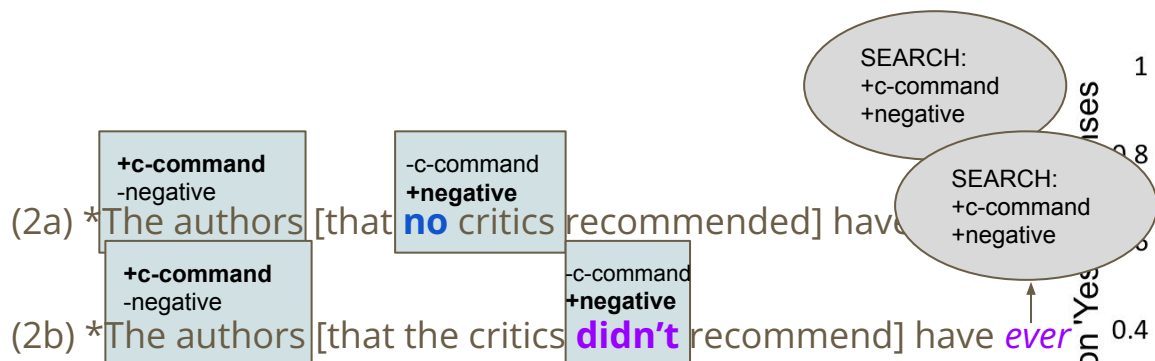 SEARCH:
+c-command
+negative
1
+c-command
-negative
-c-command
+negative
0.8
SEARCH:
+c-command
+negative
(2a) *The authors [that no critics recommended] have
+c-command
-negative
-c-command
+negative
(2b) *The authors [that the critics didn't recommend] have ever
0.4